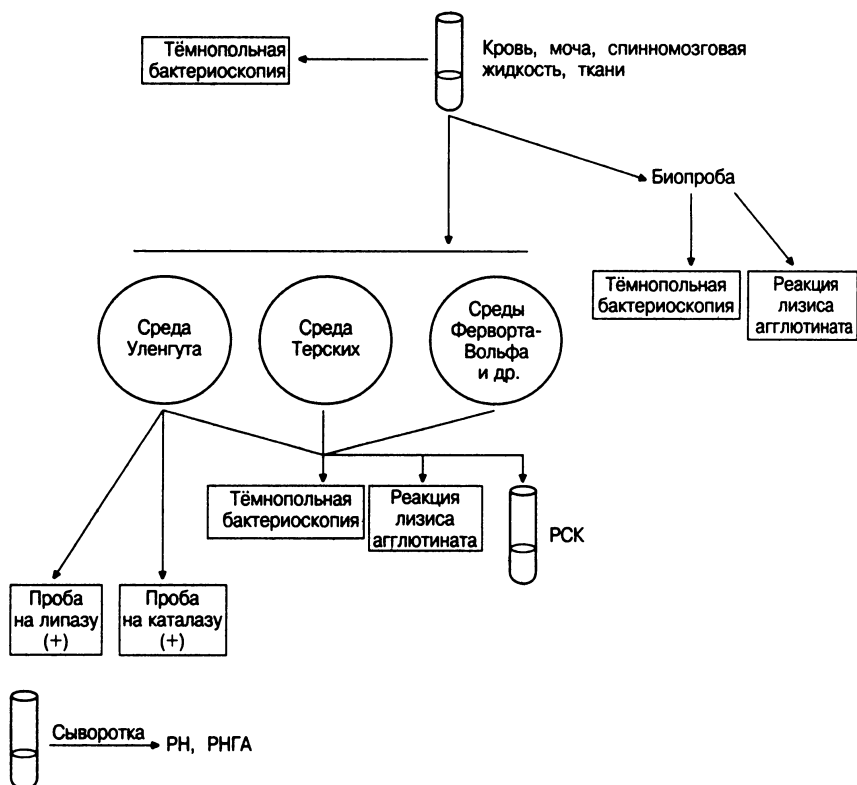 Тёмнопольная
бактериоскопия
Кровь, моча, спинномозговая
жидкость, ткани
Биопроба
Тёмнопольная
бактериоскопия
Реакция
лизиса
агглютината
Среда
Уленгута
Среда
Терских
Среды
Ферворта-
Вольфа
и др.
Тёмнопольная
бактериоскопия
Реакция
лизиса
агглютината
РСК
Проба
на липазу
(+)
Проба
на каталазу
(+)
Сыворотка
РН, РНГА